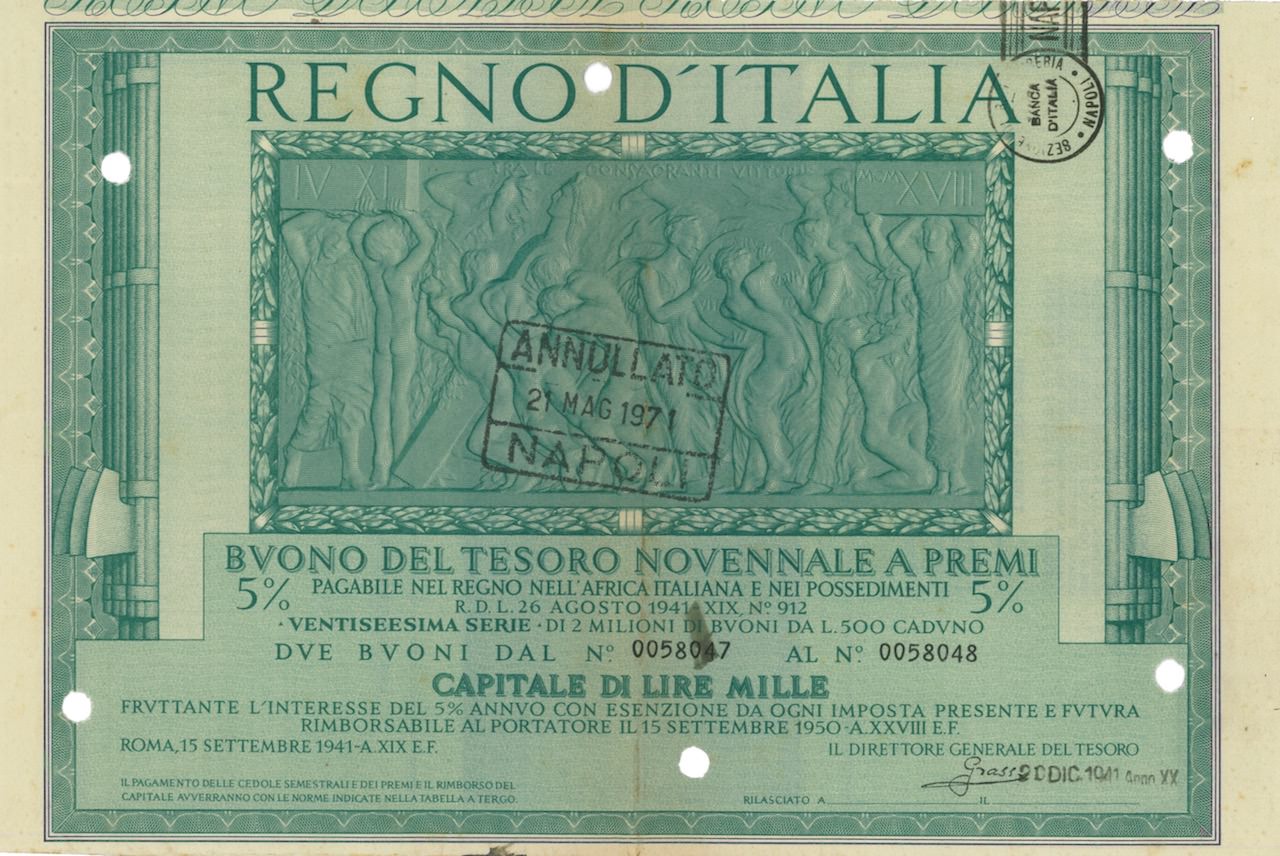 REGNO D'ITALIA
NAP
BANCA
D'ITALIA
NAPOLI
IV XI
CONSACRANTI VITTORIE
MCMXVIII
ANNULLATO
21 MAG 1971
NAPOLI
BVONO DEL TESORO NOVENNALE A PREMI
5% PAGABILE NEL REGNO NELL'AFRICA ITALIANA E NEI POSSEDIMENTI 5%
R.D.L. 26 AGOSTO 1941 XIX. No. 912
· VENTISEESIMA SERIE · DI 2 MILIONI DI BVONI DA L. 500 CADVNO
DVE BVONI DAL No. 0058047 AL No. 0058048
CAPITALE DI LIRE MILLE
FRVTTANTE L'INTERESSE DEL 5% ANNVO CON ESENZIONE DA OGNI IMPOSTA PRESENTE E FVTVRA
RIMBORSABILE AL PORTATORE IL 15 SETTEMBRE 1950-A.XXVIII E.F.
ROMA, 15 SETTEMBRE 1941-A.XIX E.F.
IL DIRETTORE GENERALE DEL TESORO
DIC. 1941 Anno XX
IL PAGAMENTO DELLE CEDOLE SEMESTRALI E DEI PREMI E IL RIMBORSO DEL
CAPITALE AVVERRANNO CON LE NORME INDICATE NELLA TABELLA A TERGO.
RILASCIATO A IL